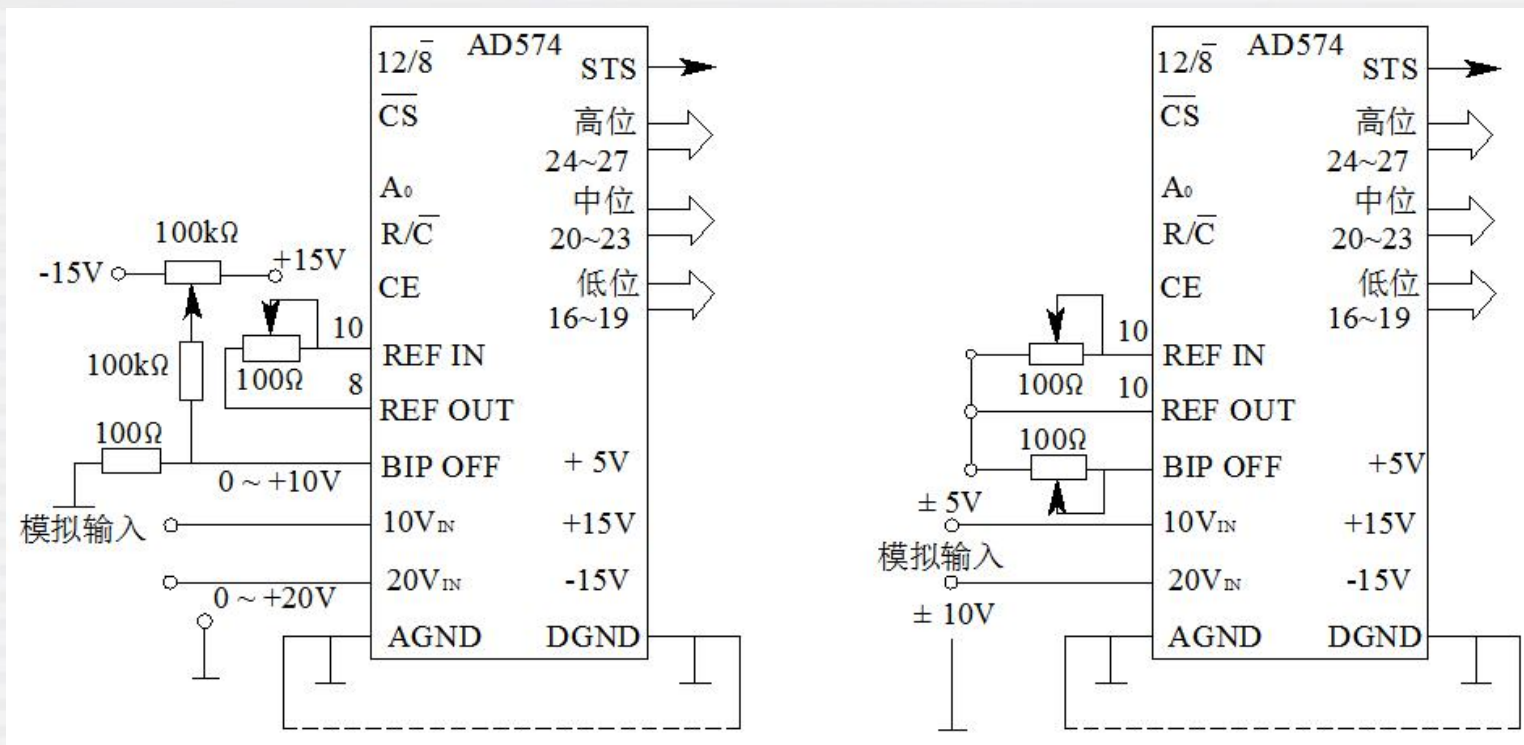 AD574
12/8̅
STS
C̅S̅
高位
24~27
A₀
中位
R/C̅
20~23
CE
低位
16~19
100kΩ
-15V
+15V
100kΩ
10
REF IN
100Ω
8
REF OUT
100Ω
BIP OFF
+ 5V
0 ~ +10V
模拟输入
10VIN
+15V
20VIN
-15V
0 ~ +20V
AGND
DGND
AD574
12/8̅
STS
C̅S̅
高位
24~27
A₀
中位
R/C̅
20~23
CE
低位
16~19
10
REF IN
100Ω
10
REF OUT
100Ω
BIP OFF
+5V
± 5V
10VIN
+15V
模拟输入
20VIN
-15V
± 10V
AGND
DGND